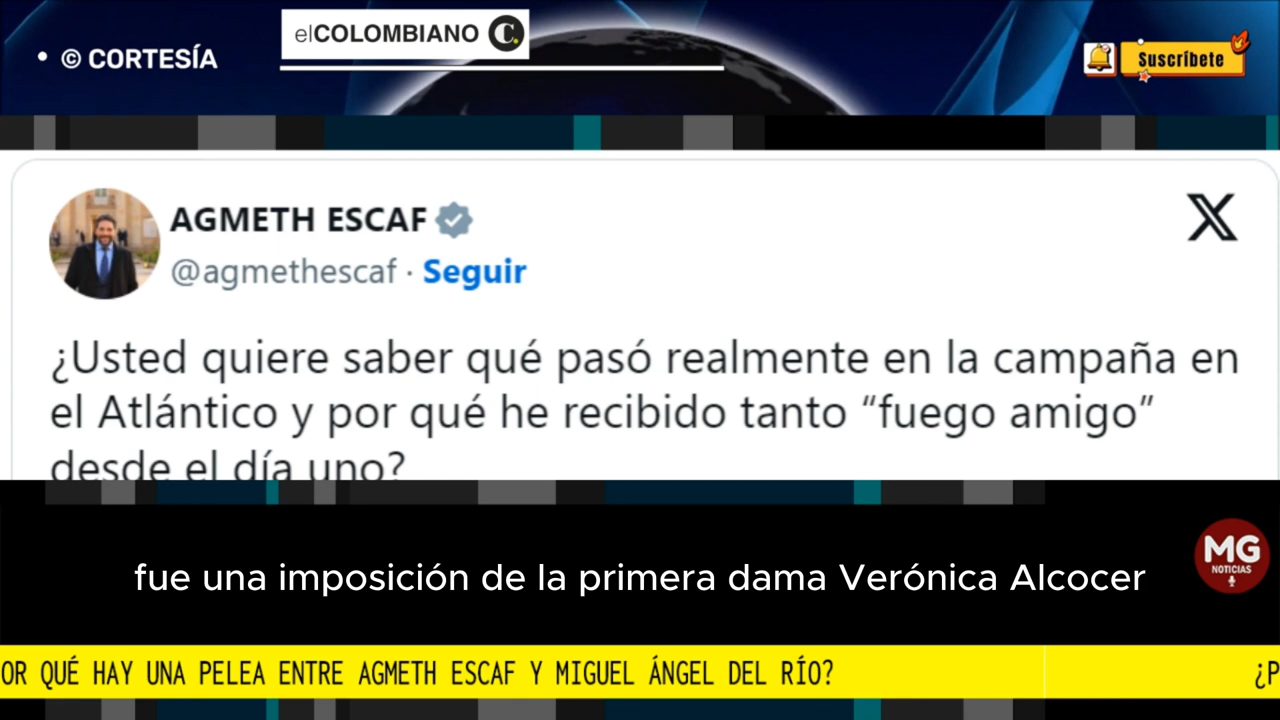 • © CORTESÍA
elCOLOMBIANO C.
Suscríbete
AGMETH ESCAF
@agmethescaf · Seguir
X
¿Usted quiere saber qué pasó realmente en la campaña en
el Atlántico y por qué he recibido tanto “fuego amigo”
desde el día uno?
fue una imposición de la primera dama Verónica Alcocer
MG
NOTICIAS
OR QUÉ HAY UNA PELEA ENTRE AGMETH ESCAF Y MIGUEL ÁNGEL DEL RÍO? ¿P